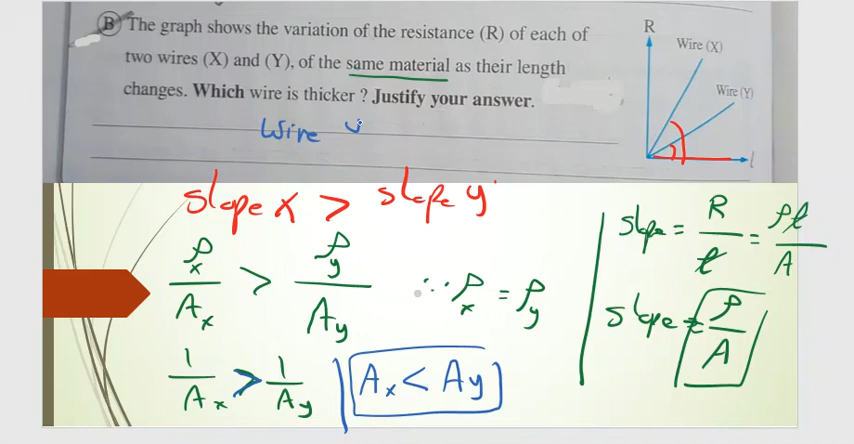 B The graph shows the variation of the resistance (R) of each of
two wires (X) and (Y), of the same material as their length
changes. Which wire is thicker ? Justify your answer.
R
Wire (X)
Wire (Y)
l
Wire
slope x > slope y
ρx / Ax > ρy / Ay ∵ ρx = ρy
1 / Ax > 1 / Ay Ax < Ay
slope = R / ℓ = ρℓ / A
slope = ρ / A